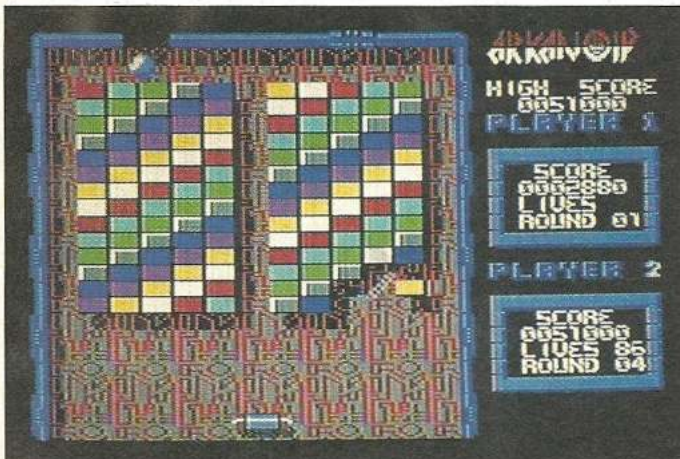 ARKANOID
HIGH SCORE
0051000
PLAYER 1
SCORE
0002880
LIVES
ROUND 01
PLAYER 2
SCORE
0051000
LIVES 86
ROUND 04